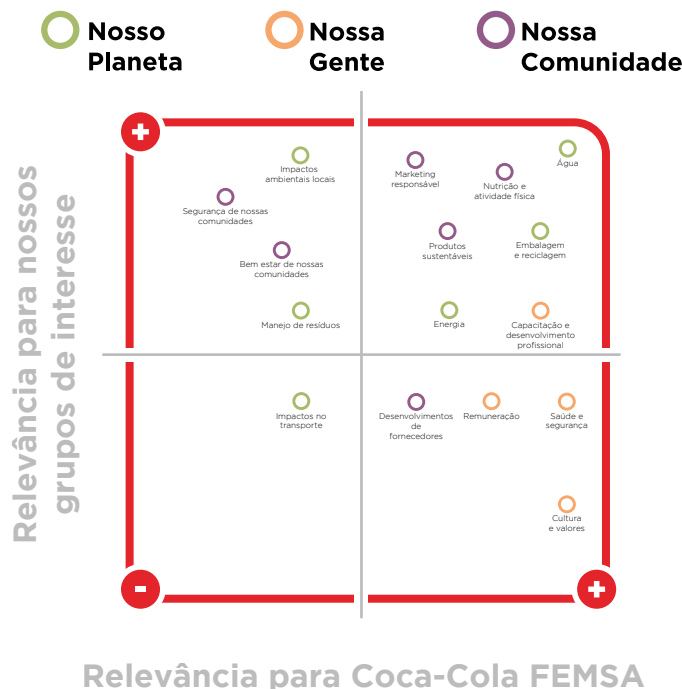 Nosso
Planeta
Nossa
Gente
Nossa
Comunidade
+
Relevância para nossos
grupos de interesse
Impactos
ambientais locais
Segurança de nossas
comunidades
Bem estar de nossas
comunidades
Manejo de resíduos
Marketing
responsável
Nutrição e
atividade física
Água
Produtos
sustentáveis
Embalagem
e reciclagem
Energia
Capacitação e
desenvolvimento
profissional
Impactos no
transporte
Desenvolvimentos
de
fornecedores
Remuneração
Saúde e
segurança
Cultura
e valores
-
+
Relevância para Coca-Cola FEMSA